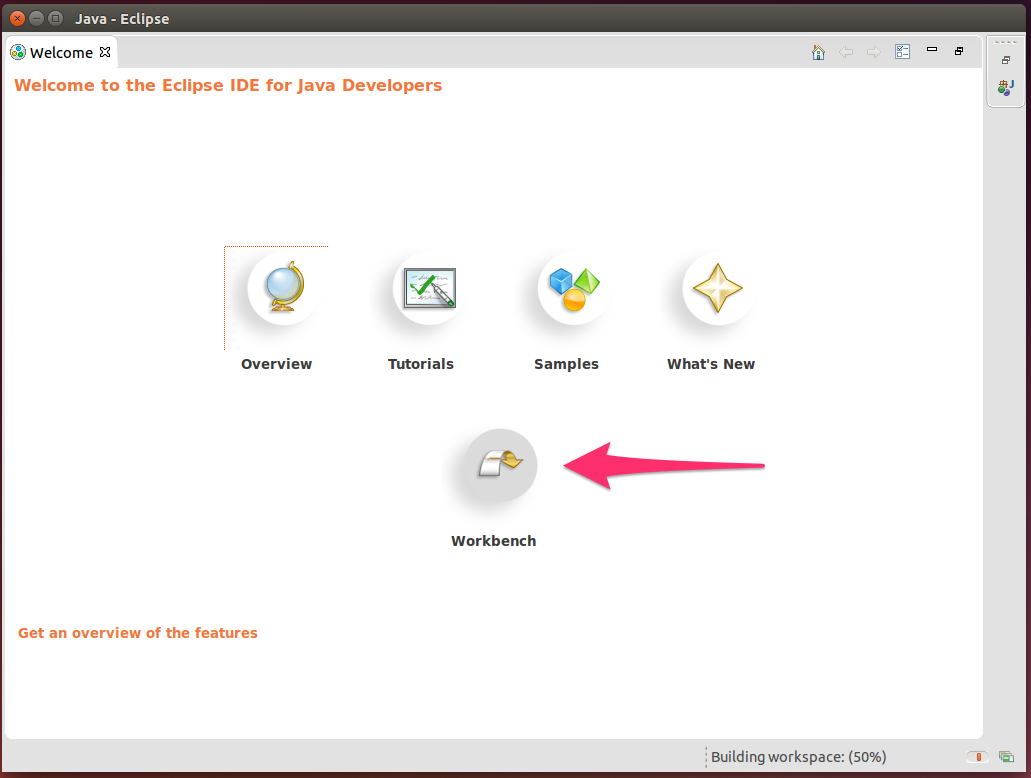 Java - Eclipse
Welcome
Welcome to the Eclipse IDE for Java Developers
Overview
Tutorials
Samples
What's New
Workbench
Get an overview of the features
Building workspace: (50%)